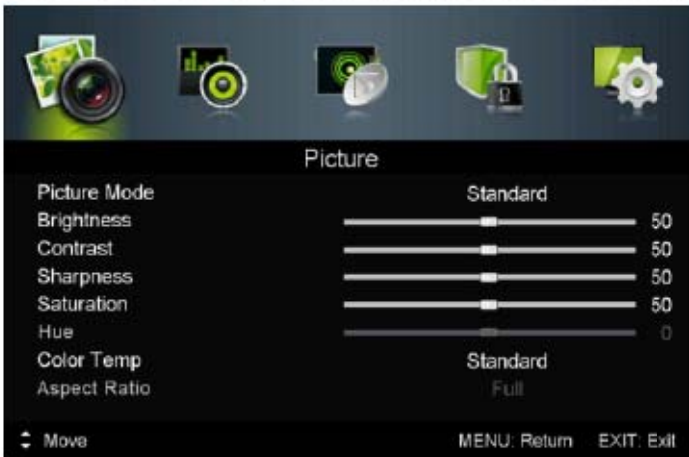 Picture
Picture Mode Standard
Brightness 50
Contrast 50
Sharpness 50
Saturation 50
Hue 0
Color Temp Standard
Aspect Ratio Full
Move MENU: Return EXIT: Exit